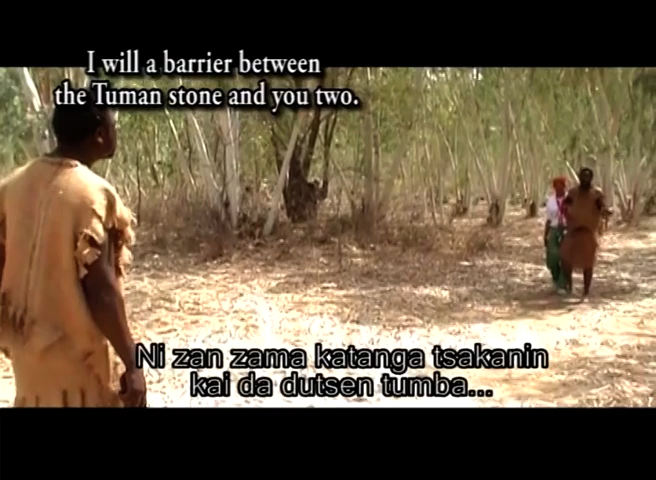 I will a barrier between
the Tuman stone and you two.
Ni zan zama katanga tsakanin
kai da dutsen tumba...